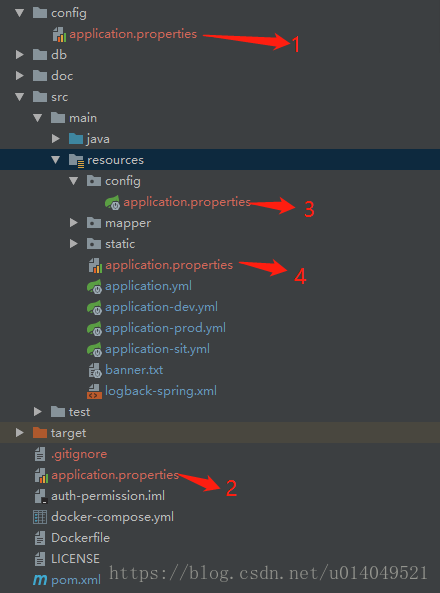 config
application.properties 1
db
doc
src
main
java
resources
config
application.properties 3
mapper
static
application.properties 4
application.yml
application-dev.yml
application-prod.yml
application-sit.yml
banner.txt
logback-spring.xml
test
target
.gitignore
application.properties 2
auth-permission.iml
docker-compose.yml
Dockerfile
LICENSE
https://blog.csdn.net/u014049521
pom.xml